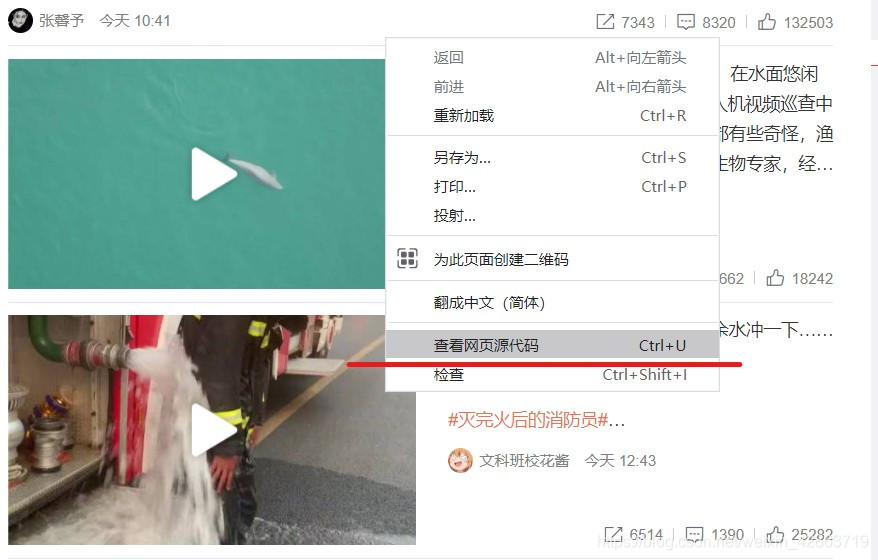 张馨予 今天 10:41
7343 8320 132503
返回 Alt+向左箭头
前进 Alt+向右箭头
重新加载 Ctrl+R
另存为... Ctrl+S
打印... Ctrl+P
投射...
为此页面创建二维码
翻成中文（简体）
查看网页源代码 Ctrl+U
检查 Ctrl+Shift+I
在水面悠闲
人机视频巡查中
都有些奇怪，渔
生物专家，经...
662 18242
水冲一下……
#灭完火后的消防员#...
文科班校花酱 今天 12:43
6514 1390 25282